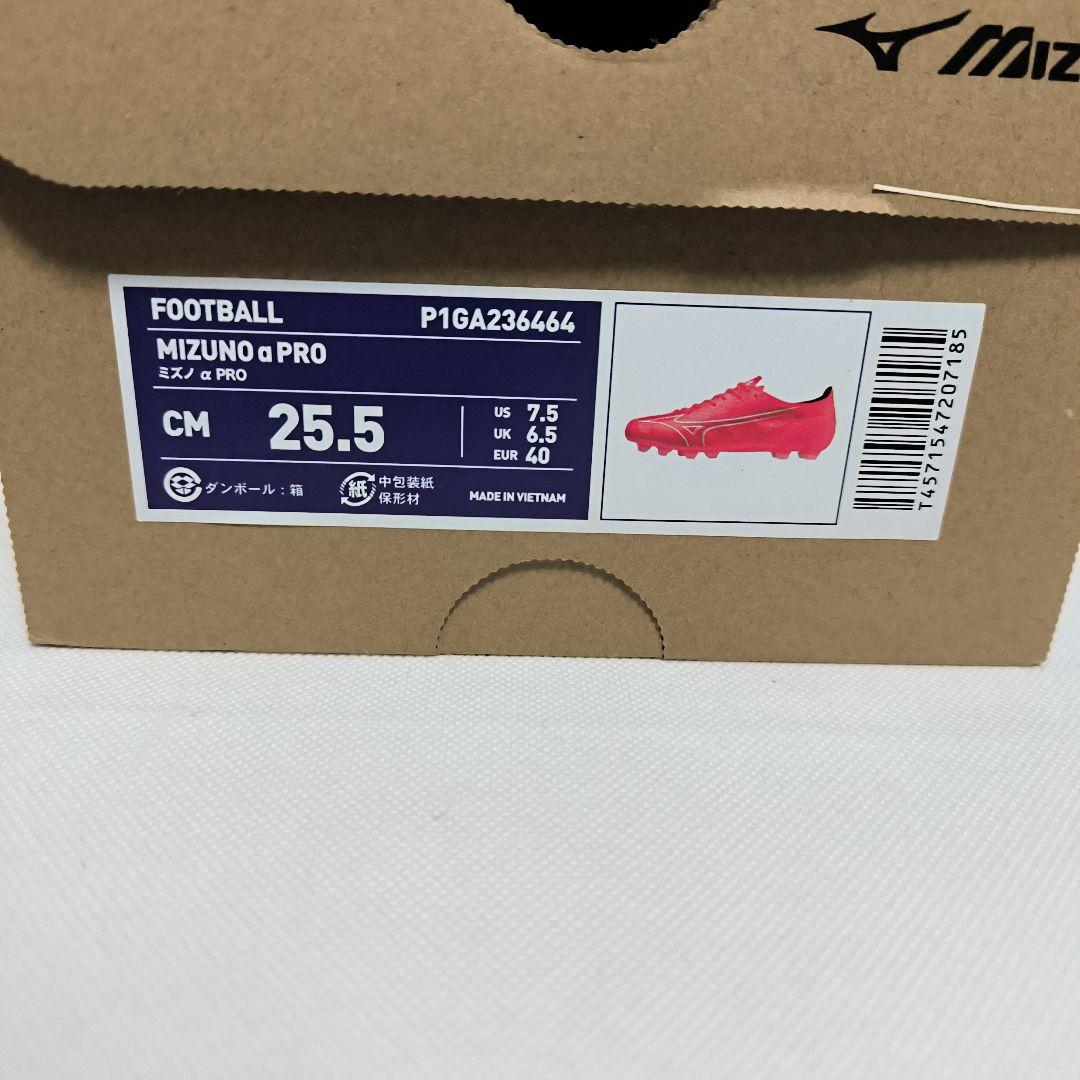 MIZ
FOOTBALL P1GA236464
MIZUNO α PRO
ミズノ α PRO
CM 25.5
US 7.5
UK 6.5
EUR 40
ダンボール：箱
紙 中包装紙
保形材
MADE IN VIETNAM
T4571547207185